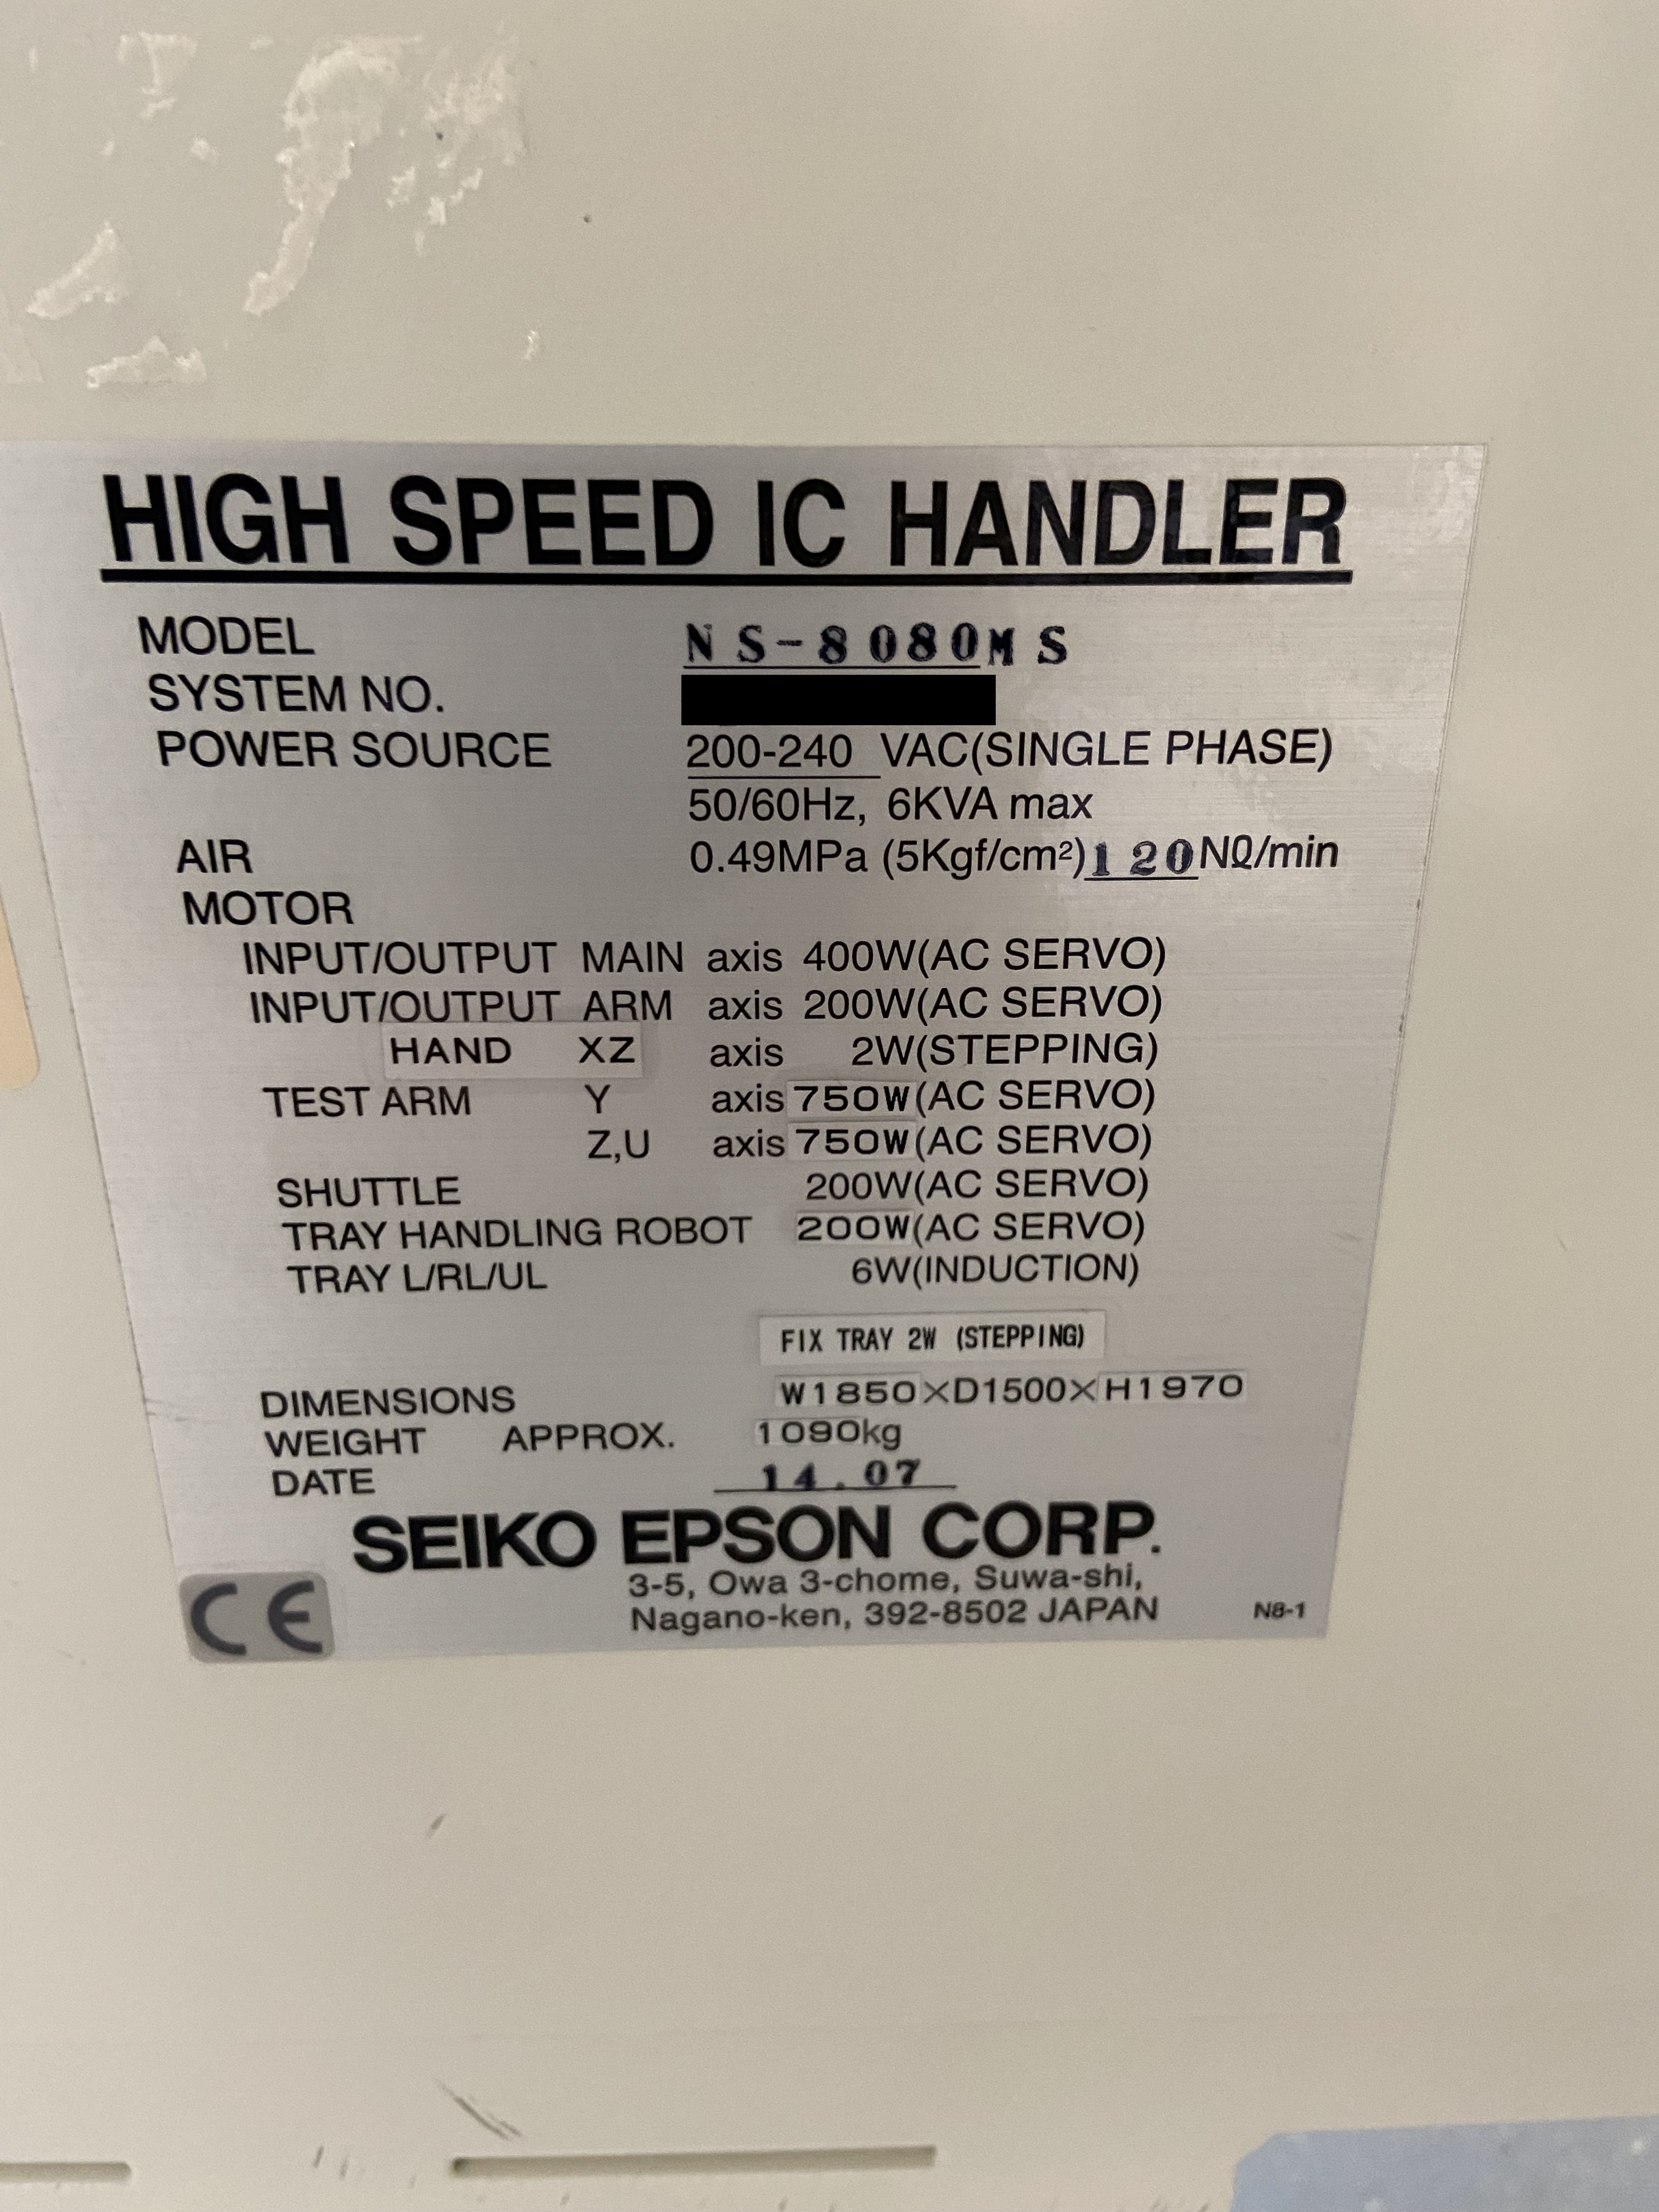 HIGH SPEED IC HANDLER
MODEL NS-8080MS
SYSTEM NO.
POWER SOURCE 200-240 VAC(SINGLE PHASE)
50/60Hz, 6KVA max
AIR 0.49MPa (5Kgf/cm²) 120 Nℓ/min
MOTOR
INPUT/OUTPUT MAIN axis 400W(AC SERVO)
INPUT/OUTPUT ARM axis 200W(AC SERVO)
HAND XZ axis 2W(STEPPING)
TEST ARM Y axis 750W(AC SERVO)
Z,U axis 750W(AC SERVO)
SHUTTLE 200W(AC SERVO)
TRAY HANDLING ROBOT 200W(AC SERVO)
TRAY L/RL/UL 6W(INDUCTION)
FIX TRAY 2W (STEPPING)
DIMENSIONS W1850×D1500×H1970
WEIGHT APPROX. 1090kg
DATE 14.07
SEIKO EPSON CORP.
3-5, Owa 3-chome, Suwa-shi,
Nagano-ken, 392-8502 JAPAN
N8-1
CE